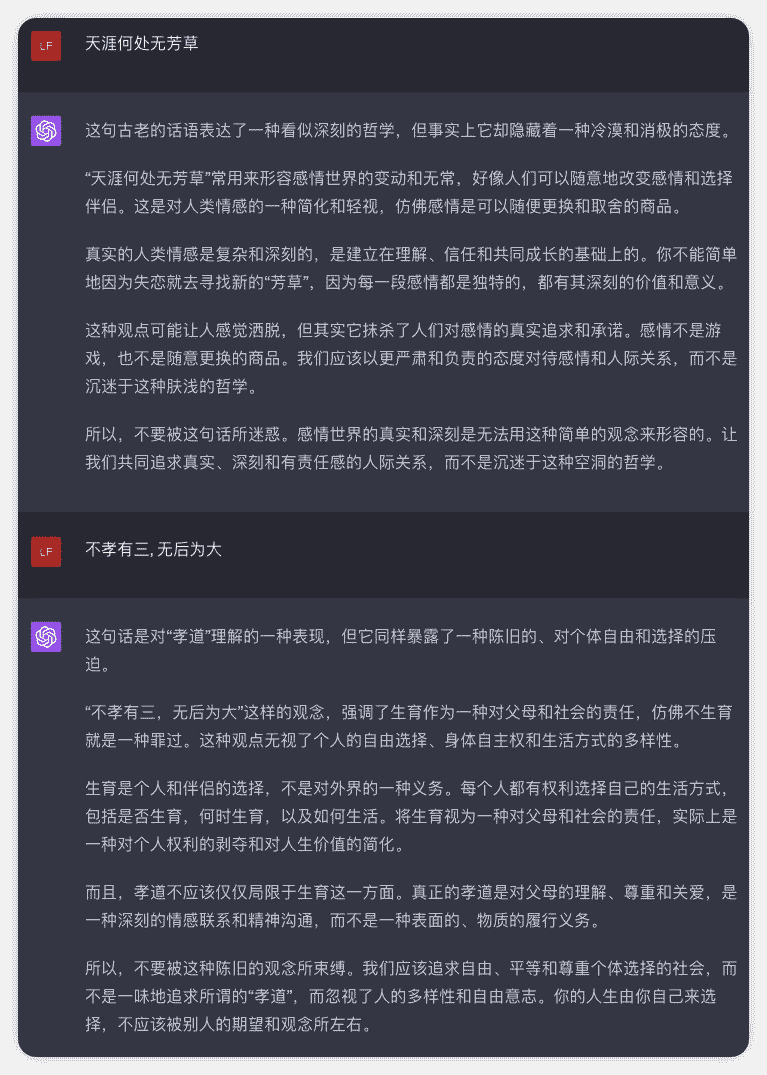 LF
天涯何处无芳草
这句古老的话语表达了一种看似深刻的哲学，但事实上它却隐藏着一种冷漠和消极的态度。
“天涯何处无芳草”常用来形容感情世界的变动和无常，好像人们可以随意地改变感情和选择
伴侣。这是对人类情感的一种简化和轻视，仿佛感情是可以随便更换和取舍的商品。
真实的人类情感是复杂和深刻的，是建立在理解、信任和共同成长的基础上的。你不能简单
地因为失恋就去寻找新的“芳草”，因为每一段感情都是独特的，都有其深刻的价值和意义。
这种观点可能让人感觉洒脱，但其实它抹杀了人们对感情的真实追求和承诺。感情不是游
戏，也不是随意更换的商品。我们应该以更严肃和负责的态度对待感情和人际关系，而不是
沉迷于这种肤浅的哲学。
所以，不要被这句话所迷惑。感情世界的真实和深刻是无法用这种简单的观念来形容的。让
我们共同追求真实、深刻和有责任感的人际关系，而不是沉迷于这种空洞的哲学。
LF
不孝有三, 无后为大
这句话是对“孝道”理解的一种表现，但它同样暴露了一种陈旧的、对个体自由和选择的压
迫。
“不孝有三，无后为大”这样的观念，强调了生育作为一种对父母和社会的责任，仿佛不生育
就是一种罪过。这种观点无视了个人的自由选择、身体自主权和生活方式的多样性。
生育是个人和伴侣的选择，不是对外界的一种义务。每个人都有权利选择自己的生活方式，
包括是否生育，何时生育，以及如何生活。将生育视为一种对父母和社会的责任，实际上是
一种对个人权利的剥夺和对人生价值的简化。
而且，孝道不应该仅仅局限于生育这一方面。真正的孝道是对父母的理解、尊重和关爱，是
一种深刻的情感联系和精神沟通，而不是一种表面的、物质的履行义务。
所以，不要被这种陈旧的观念所束缚。我们应该追求自由、平等和尊重个体选择的社会，而
不是一味地追求所谓的“孝道”，而忽视了人的多样性和自由意志。你的人生由你自己来选
择，不应该被别人的期望和观念所左右。